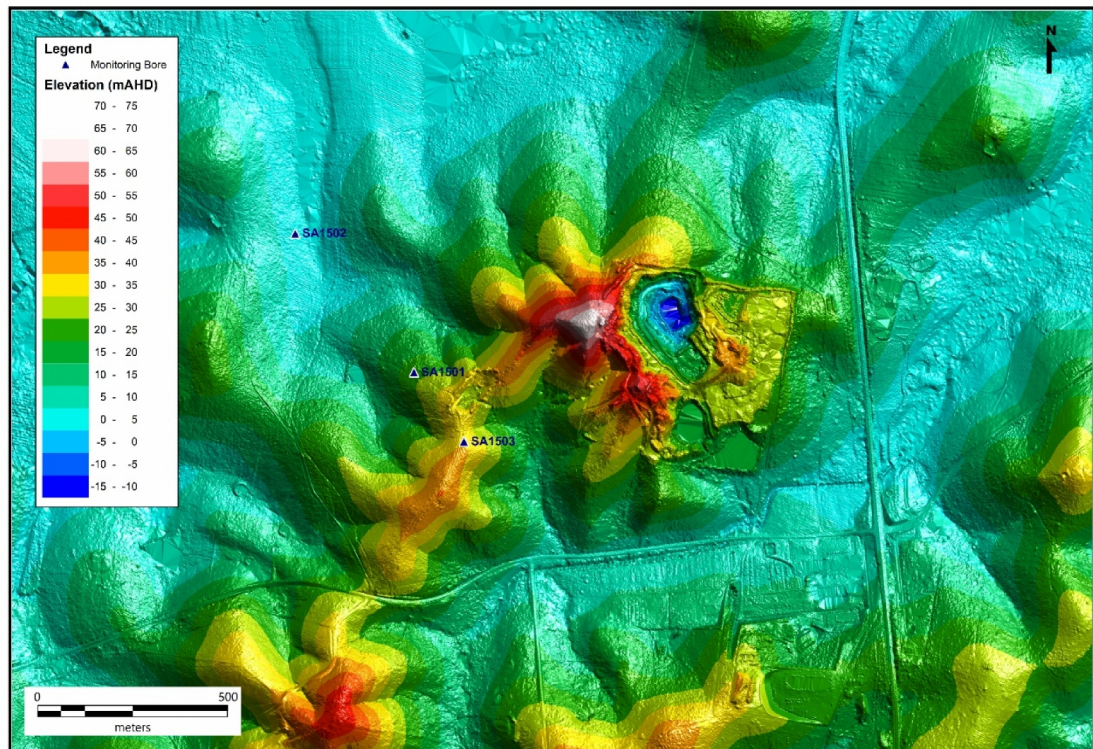 N
Legend
Monitoring Bore
Elevation (mAHD)
70 - 75
65 - 70
60 - 65
55 - 60
50 - 55
45 - 50
40 - 45
35 - 40
30 - 35
25 - 30
20 - 25
15 - 20
10 - 15
5 - 10
0 - 5
-5 - 0
-10 - -5
-15 - -10
SA1502
SA1501
SA1503
0 500
meters